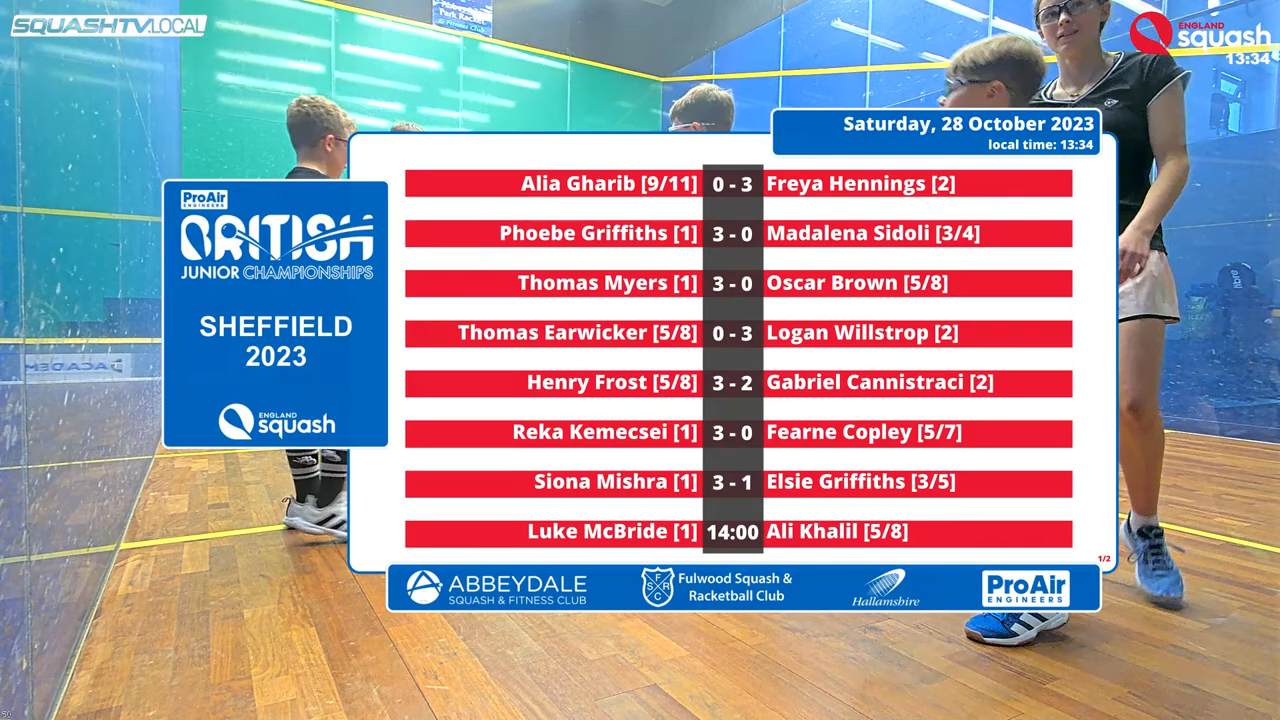 SQUASHTV.LOCAL
Park Racket
& Fitness Club
ENGLAND
squash
13:34
Saturday, 28 October 2023
local time: 13:34
ProAir
ENGINEERS
BRITISH
JUNIOR CHAMPIONSHIPS
SHEFFIELD
2023
ENGLAND
squash
Alia Gharib [9/11] 0 - 3 Freya Hennings [2]
Phoebe Griffiths [1] 3 - 0 Madalena Sidoli [3/4]
Thomas Myers [1] 3 - 0 Oscar Brown [5/8]
Thomas Earwicker [5/8] 0 - 3 Logan Willstrop [2]
Henry Frost [5/8] 3 - 2 Gabriel Cannistraci [2]
Reka Kemecsei [1] 3 - 0 Fearne Copley [5/7]
Siona Mishra [1] 3 - 1 Elsie Griffiths [3/5]
Luke McBride [1] 14:00 Ali Khalil [5/8]
1/2
ABBEYDALE
SQUASH & FITNESS CLUB
FSRC
Fulwood Squash &
Racketball Club
Hallamshire
ProAir
ENGINEERS